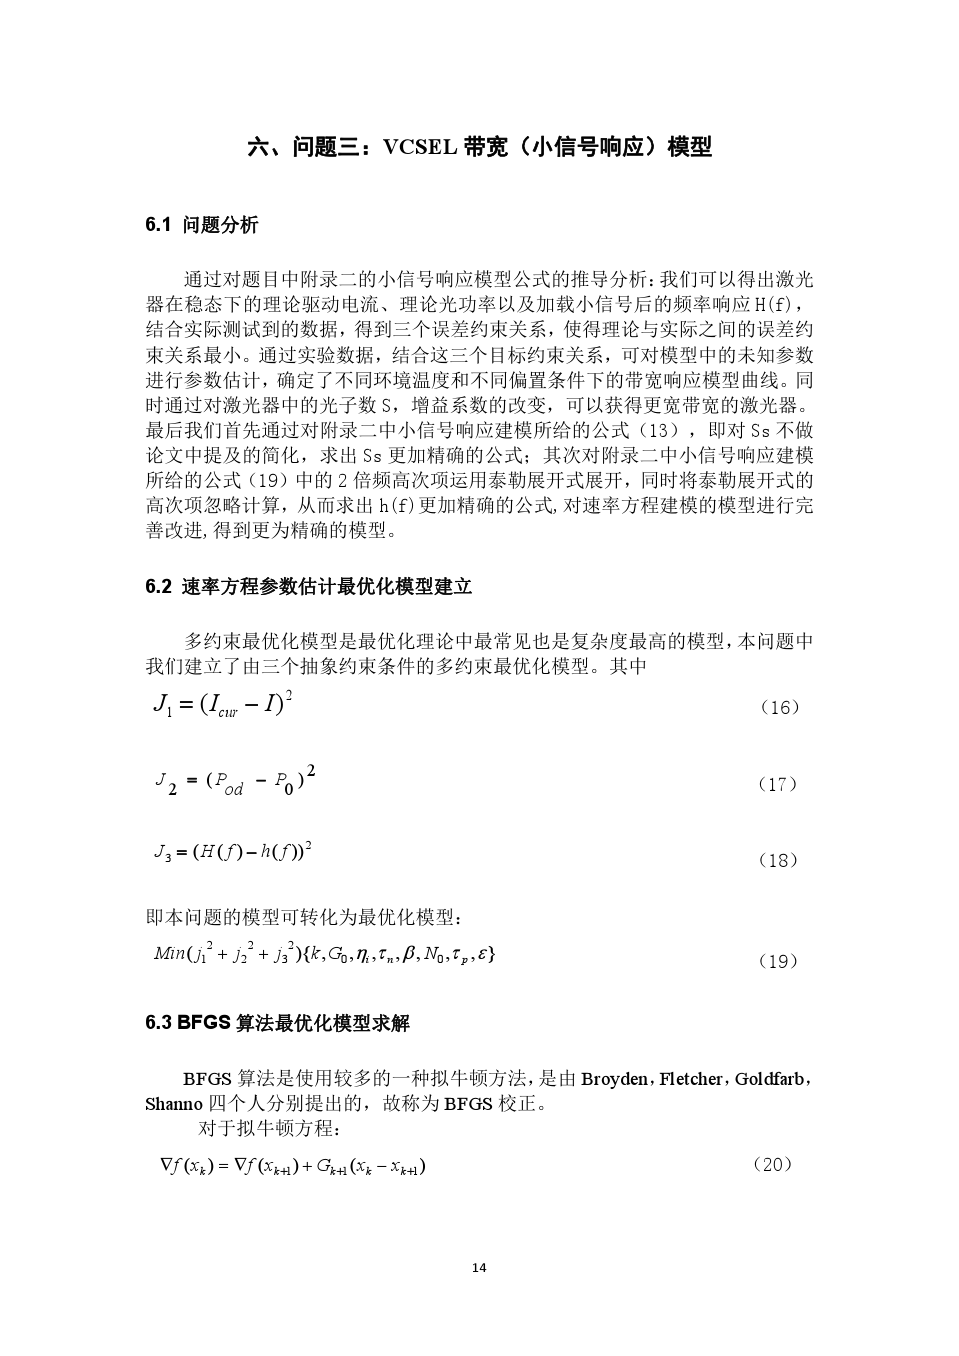 六、问题三：VCSEL 带宽（小信号响应）模型
6.1 问题分析
通过对题目中附录二的小信号响应模型公式的推导分析：我们可以得出激光
器在稳态下的理论驱动电流、理论光功率以及加载小信号后的频率响应 H(f)，
结合实际测试到的数据，得到三个误差约束关系，使得理论与实际之间的误差约
束关系最小。通过实验数据，结合这三个目标约束关系，可对模型中的未知参数
进行参数估计，确定了不同环境温度和不同偏置条件下的带宽响应模型曲线。同
时通过对激光器中的光子数 S，增益系数的改变，可以获得更宽带宽的激光器。
最后我们首先通过对附录二中小信号响应建模所给的公式（13），即对 Ss 不做
论文中提及的简化，求出 Ss 更加精确的公式；其次对附录二中小信号响应建模
所给的公式（19）中的 2 倍频高次项运用泰勒展开式展开，同时将泰勒展开式的
高次项忽略计算，从而求出 h(f)更加精确的公式,对速率方程建模的模型进行完
善改进,得到更为精确的模型。
6.2 速率方程参数估计最优化模型建立
多约束最优化模型是最优化理论中最常见也是复杂度最高的模型，本问题中
我们建立了由三个抽象约束条件的多约束最优化模型。其中
J₁ = (I_cur − I)² （16）
J₂ = (P_od − P₀)² （17）
J₃ = (H(f) − h(f))² （18）
即本问题的模型可转化为最优化模型：
Min(j₁² + j₂² + j₃²){k, G₀, η_i, τ_n, β, N₀, τ_p, ε} （19）
6.3 BFGS 算法最优化模型求解
BFGS 算法是使用较多的一种拟牛顿方法，是由 Broyden，Fletcher，Goldfarb，
Shanno 四个人分别提出的，故称为 BFGS 校正。
对于拟牛顿方程：
∇f(x_k) = ∇f(x_{k+1}) + G_{k+1}(x_k − x_{k+1}) （20）
14